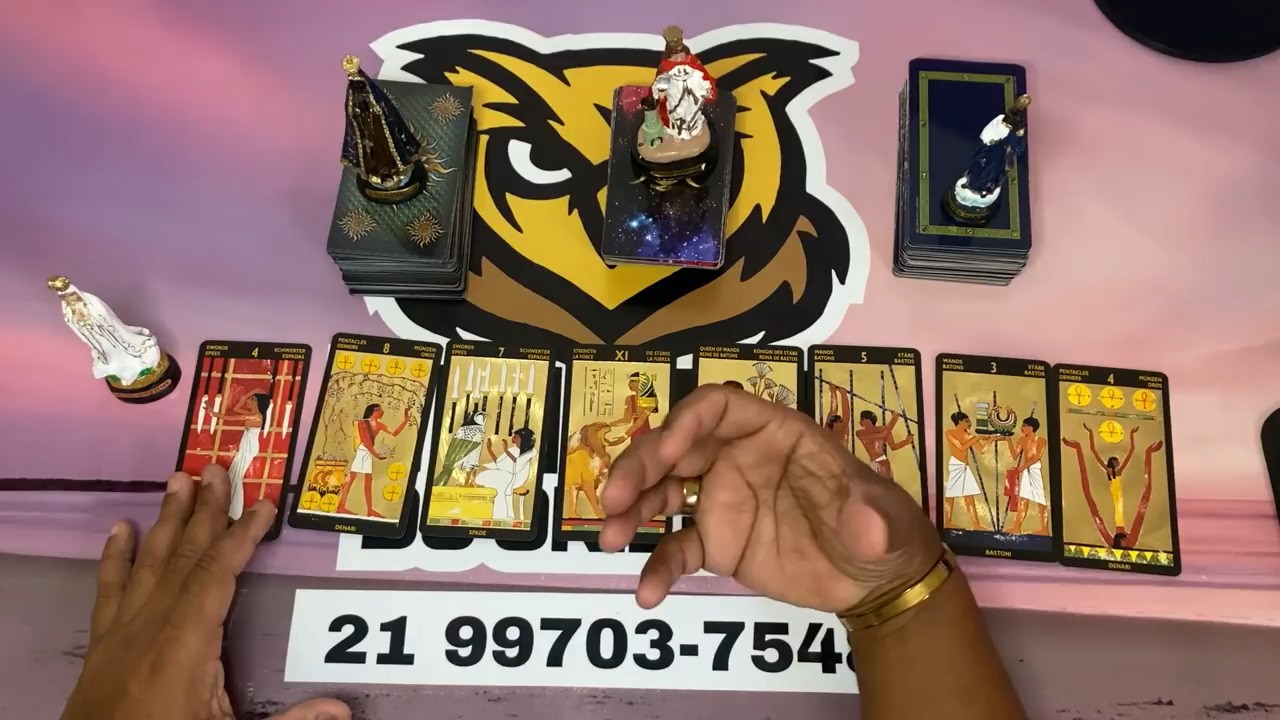 SWORDS 4 SCHWERTER
EPEES ESPADAS
PENTACLES 8 MÜNZEN
DENIERS OROS
DENARI
SWORDS 7 SCHWERTER
EPEES ESPADAS
SPADE
STRENGTH XI DIE STÄRKE
LA FORCE LA FUERZA
QUEEN OF WANDS KÖNIGIN DER STÄBE
REINE DE BATONS REINA DE BASTOS
WANDS 5 STÄBE
BATONS BASTOS
WANDS 3 STÄBE
BATONS BASTOS
BASTONI
PENTACLES 4 MÜNZEN
DENIERS OROS
DENARI
21 99703-754